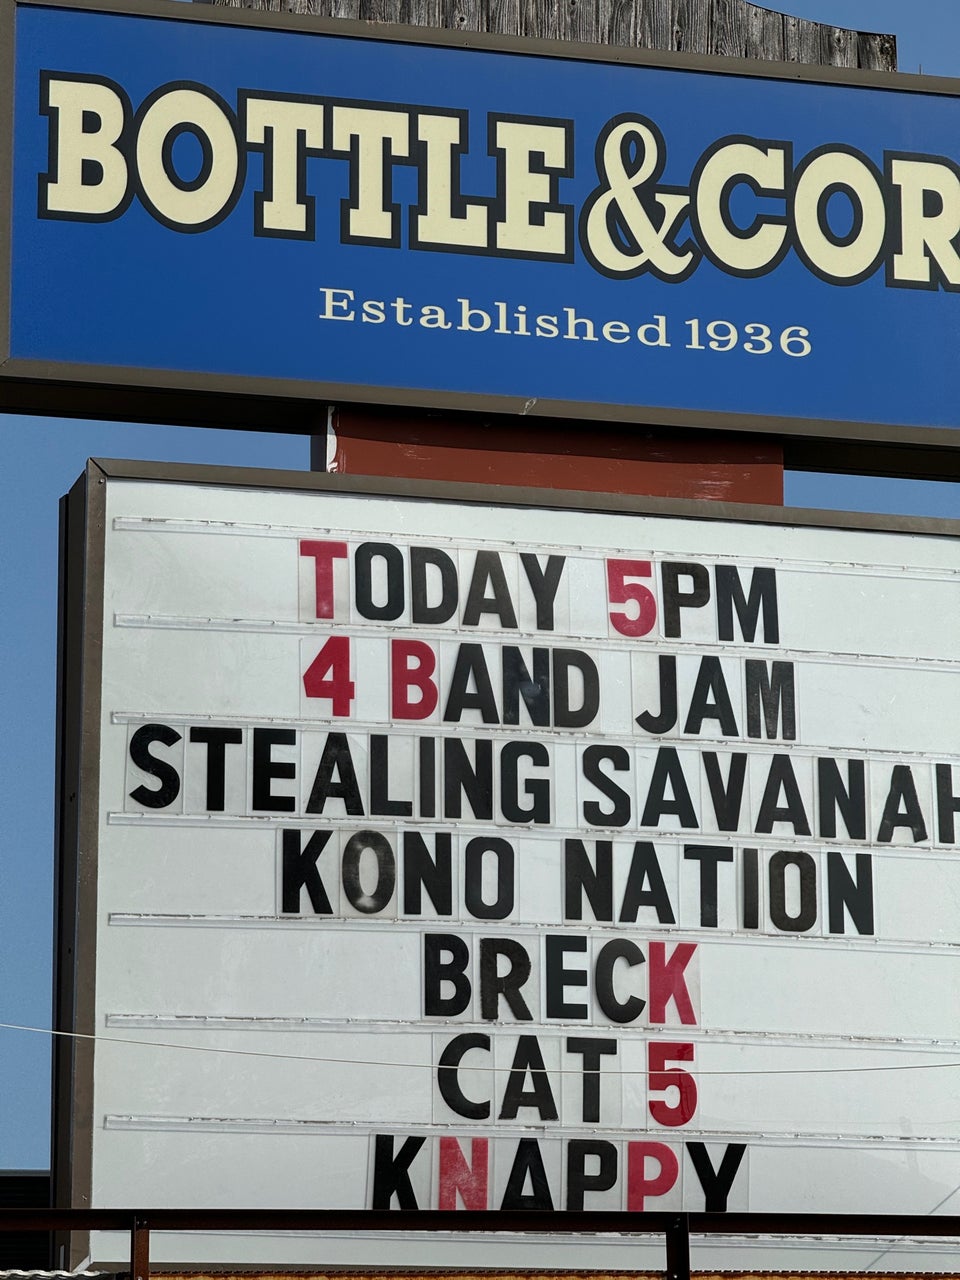 BOTTLE & COR
Established 1936
TODAY 5PM
4 BAND JAM
STEALING SAVANAH
KONO NATION
BRECK
CAT 5
KNAPPY